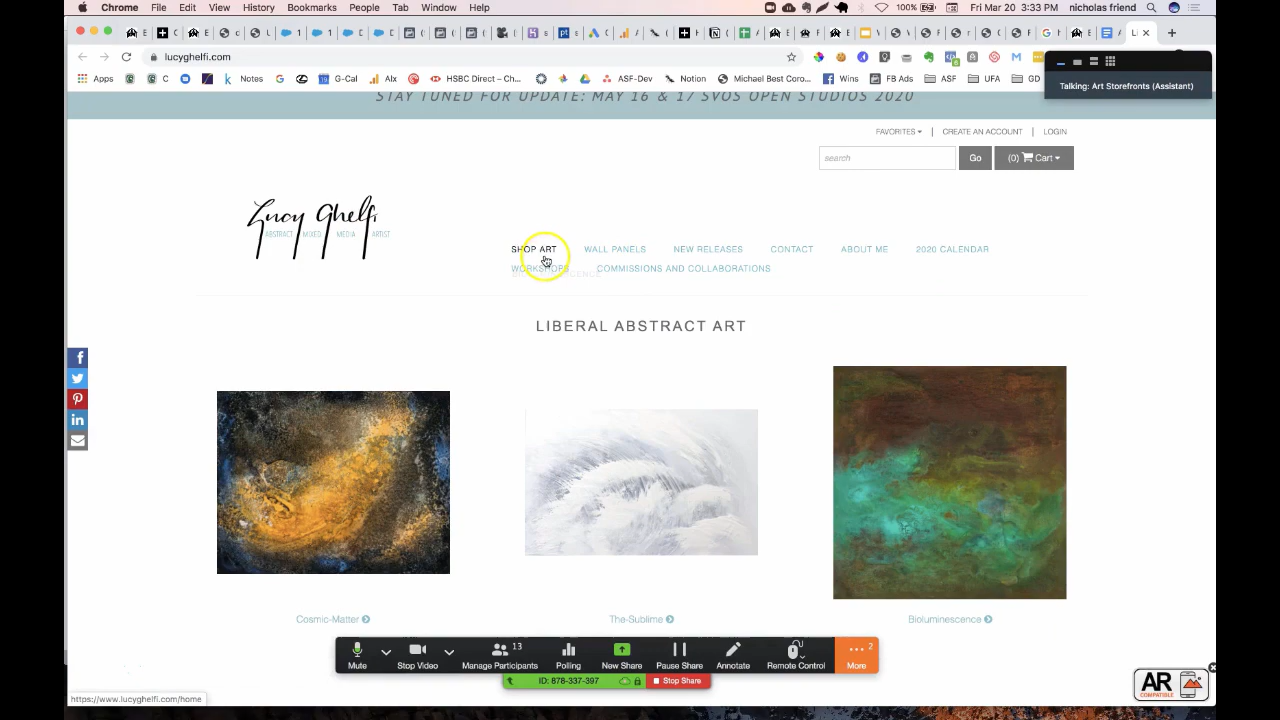 Chrome File Edit View History Bookmarks People Tab Window Help 100% Fri Mar 20 3:33 PM nicholas friend
lucyghelfi.com
Apps C Notes G-Cal Alx HSBC Direct – Ch... ASF-Dev Notion Michael Best Coro... Wins FB Ads ASF UFA GD
Talking: Art Storefronts (Assistant)
STAY TUNED FOR UPDATE: MAY 16 & 17 SVOS OPEN STUDIOS 2020
FAVORITES | CREATE AN ACCOUNT | LOGIN
search Go (0) Cart
Lucy Ghelfi
ABSTRACT MIXED MEDIA ARTIST
SHOP ART WALL PANELS NEW RELEASES CONTACT ABOUT ME 2020 CALENDAR
WORKSHOPS COMMISSIONS AND COLLABORATIONS
LIBERAL ABSTRACT ART
Cosmic-Matter The-Sublime Bioluminescence
Mute Stop Video Manage Participants 13 Polling New Share Pause Share Annotate Remote Control More 2
ID: 878-337-397 Stop Share
https://www.lucyghelfi.com/home
AR COMPATIBLE